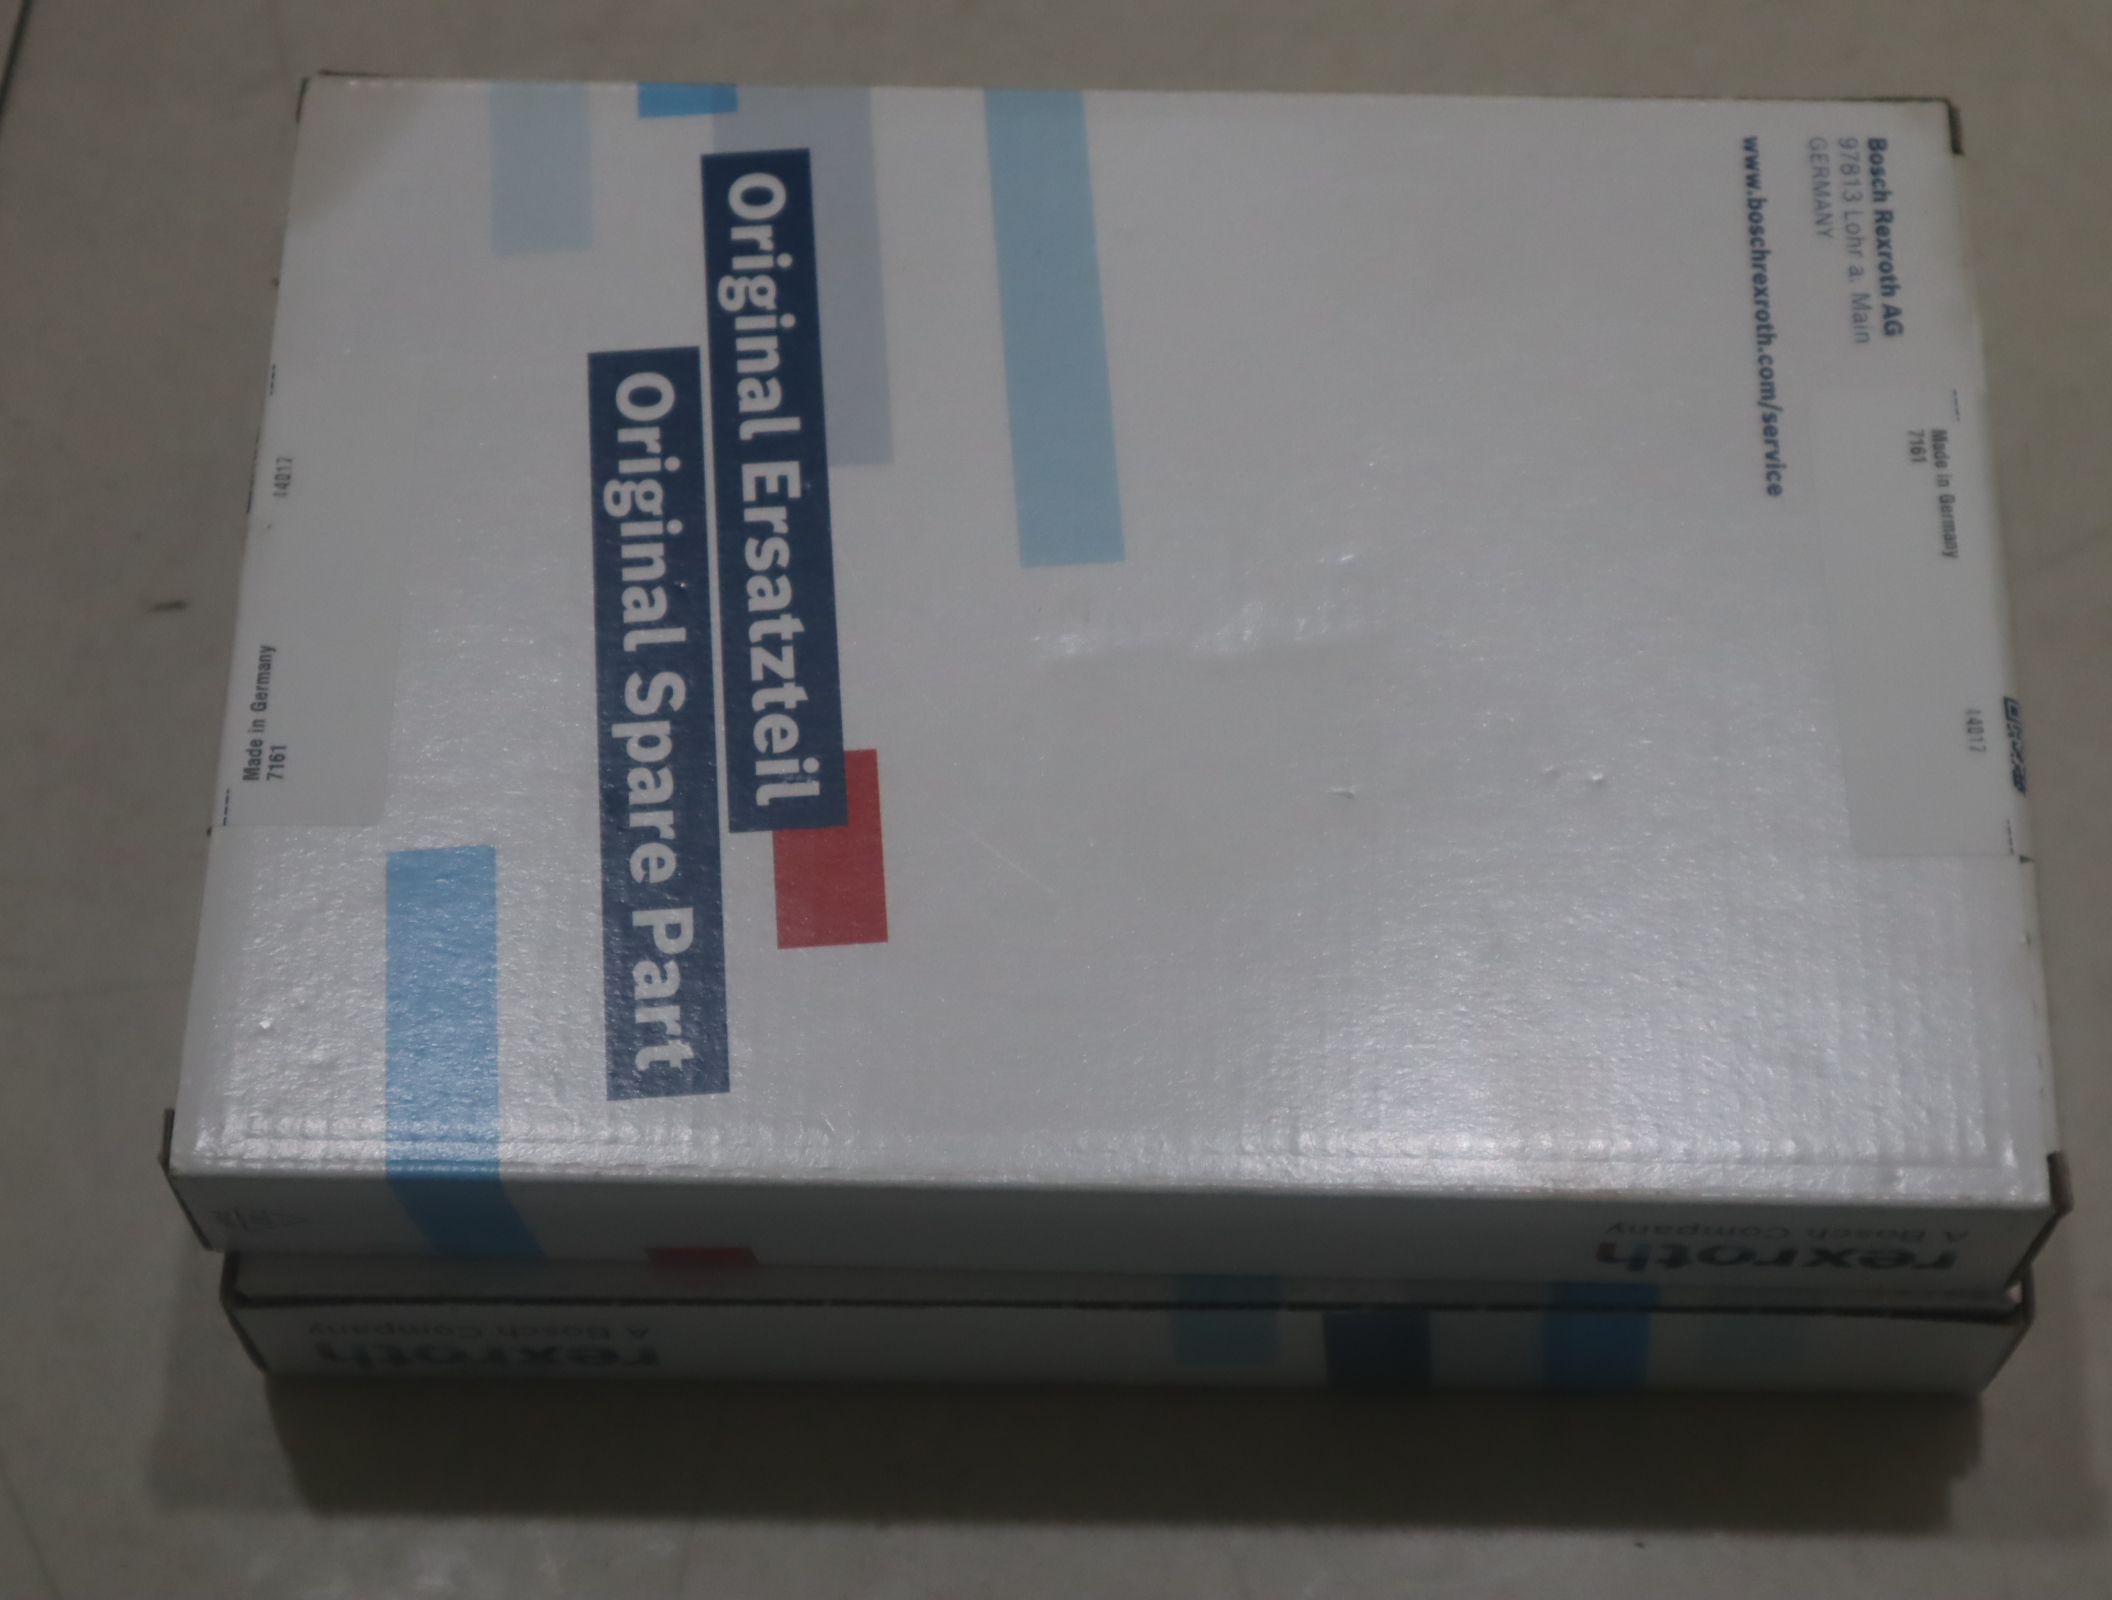 Original Ersatzteil
Original Spare Part
Bosch Rexroth AG
97813 Lohr a. Main
GERMANY
www.boschrexroth.com/service
Made in Germany
7161
14017
Made in Germany
7161
14017
rexroth
A Bosch Company
rexroth
A Bosch Company